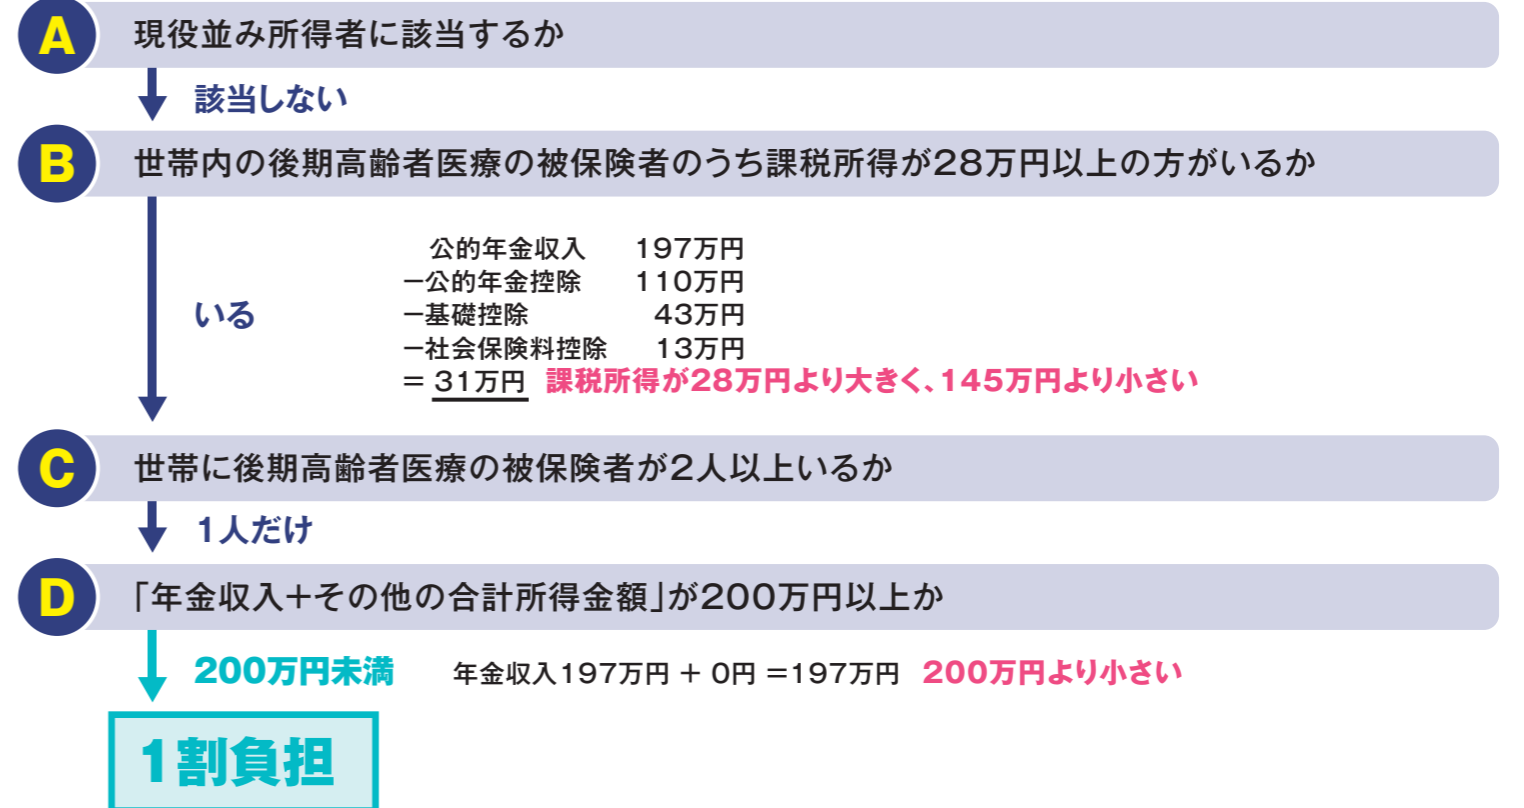 A 現役並み所得者に該当するか
該当しない
B 世帯内の後期高齢者医療の被保険者のうち課税所得が28万円以上の方がいるか
いる
公的年金収入 197万円
－公的年金控除 110万円
－基礎控除 43万円
－社会保険料控除 13万円
＝ 31万円 課税所得が28万円より大きく、145万円より小さい
C 世帯に後期高齢者医療の被保険者が2人以上いるか
1人だけ
D 「年金収入＋その他の合計所得金額」が200万円以上か
200万円未満 年金収入197万円 ＋ 0円 ＝197万円 200万円より小さい
1割負担